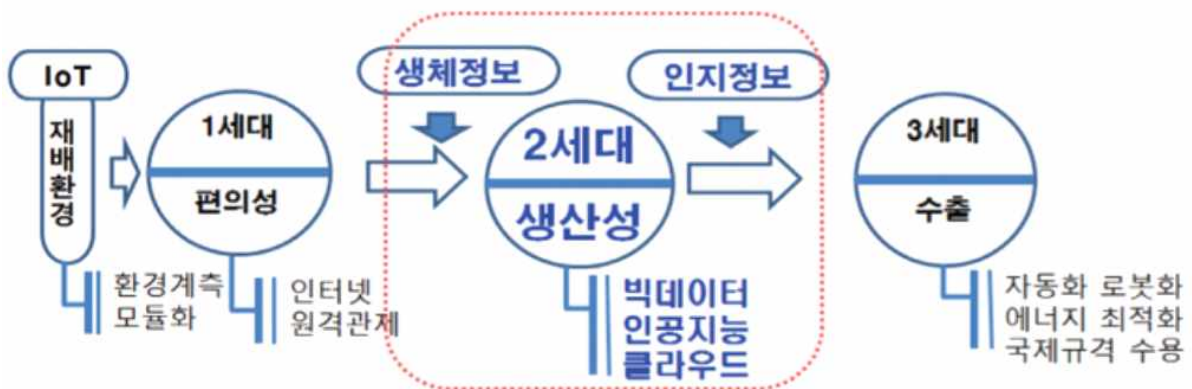 IoT
재배환경
환경계측
모듈화
1세대
편의성
인터넷
원격관제
생체정보
2세대
생산성
빅데이터
인공지능
클라우드
인지정보
3세대
수출
자동화 로봇화
에너지 최적화
국제규격 수용